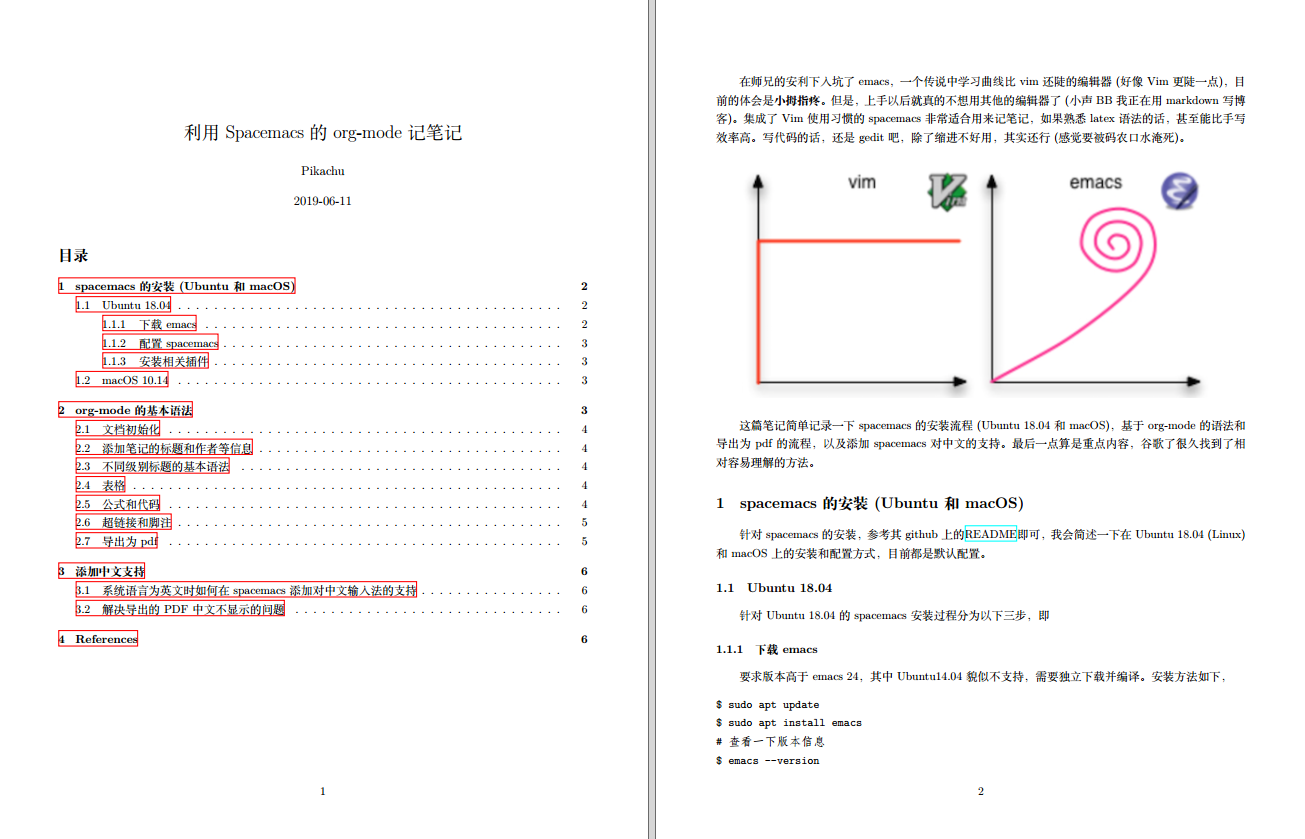 利用 Spacemacs 的 org-mode 记笔记
Pikachu
2019-06-11
目录
1 spacemacs 的安装 (Ubuntu 和 macOS) 2
1.1 Ubuntu 18.04 . . . . . . . . . . . . . . . . . . . . 2
1.1.1 下载 emacs . . . . . . . . . . . . . . . . . . . . 2
1.1.2 配置 spacemacs . . . . . . . . . . . . . . . . . . . . 3
1.1.3 安装相关插件 . . . . . . . . . . . . . . . . . . . . 3
1.2 macOS 10.14 . . . . . . . . . . . . . . . . . . . . 3
2 org-mode 的基本语法 3
2.1 文档初始化 . . . . . . . . . . . . . . . . . . . . 4
2.2 添加笔记的标题和作者等信息 . . . . . . . . . . . . . . . . . . . . 4
2.3 不同级别标题的基本语法 . . . . . . . . . . . . . . . . . . . . 4
2.4 表格 . . . . . . . . . . . . . . . . . . . . 4
2.5 公式和代码 . . . . . . . . . . . . . . . . . . . . 4
2.6 超链接和脚注 . . . . . . . . . . . . . . . . . . . . 5
2.7 导出为 pdf . . . . . . . . . . . . . . . . . . . . 5
3 添加中文支持 6
3.1 系统语言为英文时如何在 spacemacs 添加对中文输入法的支持 . . . . . . . . . . . . . . . . 6
3.2 解决导出的 PDF 中文不显示的问题 . . . . . . . . . . . . . . . . . . . . 6
4 References 6
1
在师兄的安利下入坑了 emacs，一个传说中学习曲线比 vim 还陡的编辑器 (好像 Vim 更陡一点)，目
前的体会是小拇指疼。但是，上手以后就真的不想用其他的编辑器了 (小声 BB 我正在用 markdown 写博
客)。集成了 Vim 使用习惯的 spacemacs 非常适合用来记笔记，如果熟悉 latex 语法的话，甚至能比手写
效率高。写代码的话，还是 gedit 吧，除了缩进不好用，其实还行 (感觉要被码农口水淹死)。
vim
emacs
这篇笔记简单记录一下 spacemacs 的安装流程 (Ubuntu 18.04 和 macOS)，基于 org-mode 的语法和
导出为 pdf 的流程，以及添加 spacemacs 对中文的支持。最后一点算是重点内容，谷歌了很久找到了相
对容易理解的方法。
1 spacemacs 的安装 (Ubuntu 和 macOS)
针对 spacemacs 的安装，参考其 github 上的README即可，我会简述一下在 Ubuntu 18.04 (Linux)
和 macOS 上的安装和配置方式，目前都是默认配置。
1.1 Ubuntu 18.04
针对 Ubuntu 18.04 的 spacemacs 安装过程分为以下三步，即
1.1.1 下载 emacs
要求版本高于 emacs 24，其中 Ubuntu14.04 貌似不支持，需要独立下载并编译。安装方法如下，
$ sudo apt update
$ sudo apt install emacs
# 查看一下版本信息
$ emacs --version
2